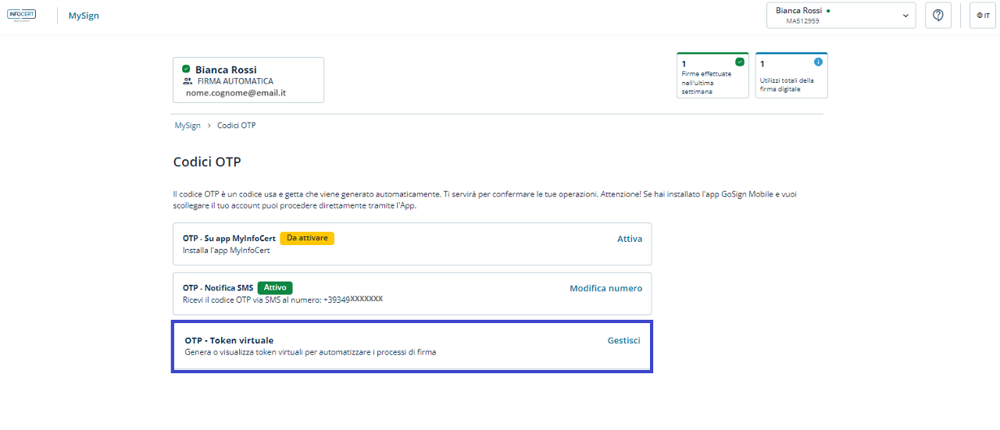 INFOCERT
MySign
Bianca Rossi
MA512959
IT
Bianca Rossi
FIRMA AUTOMATICA
nome.cognome@email.it
1
Firme effettuate
nell'ultima
settimana
1
Utilizzi totali della
firma digitale
MySign > Codici OTP
Codici OTP
Il codice OTP è un codice usa e getta che viene generato automaticamente. Ti servirà per confermare le tue operazioni. Attenzione! Se hai installato l'app GoSign Mobile e vuoi
scollegare il tuo account puoi procedere direttamente tramite l'App.
OTP - Su app MyInfoCert Da attivare
Attiva
Installa l'app MyInfoCert
OTP - Notifica SMS Attivo
Modifica numero
Ricevi il codice OTP via SMS al numero: +39349XXXXXXX
OTP - Token virtuale
Gestisci
Genera o visualizza token virtuali per automatizzare i processi di firma